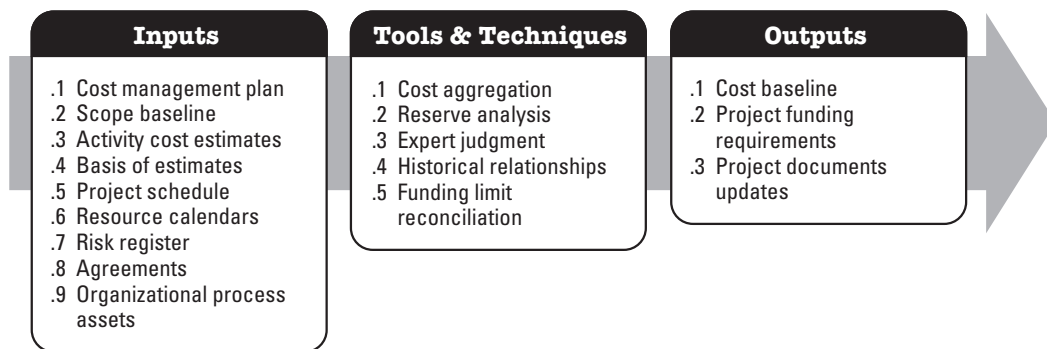 Inputs
.1 Cost management plan
.2 Scope baseline
.3 Activity cost estimates
.4 Basis of estimates
.5 Project schedule
.6 Resource calendars
.7 Risk register
.8 Agreements
.9 Organizational process
assets
Tools & Techniques
.1 Cost aggregation
.2 Reserve analysis
.3 Expert judgment
.4 Historical relationships
.5 Funding limit
reconciliation
Outputs
.1 Cost baseline
.2 Project funding
requirements
.3 Project documents
updates